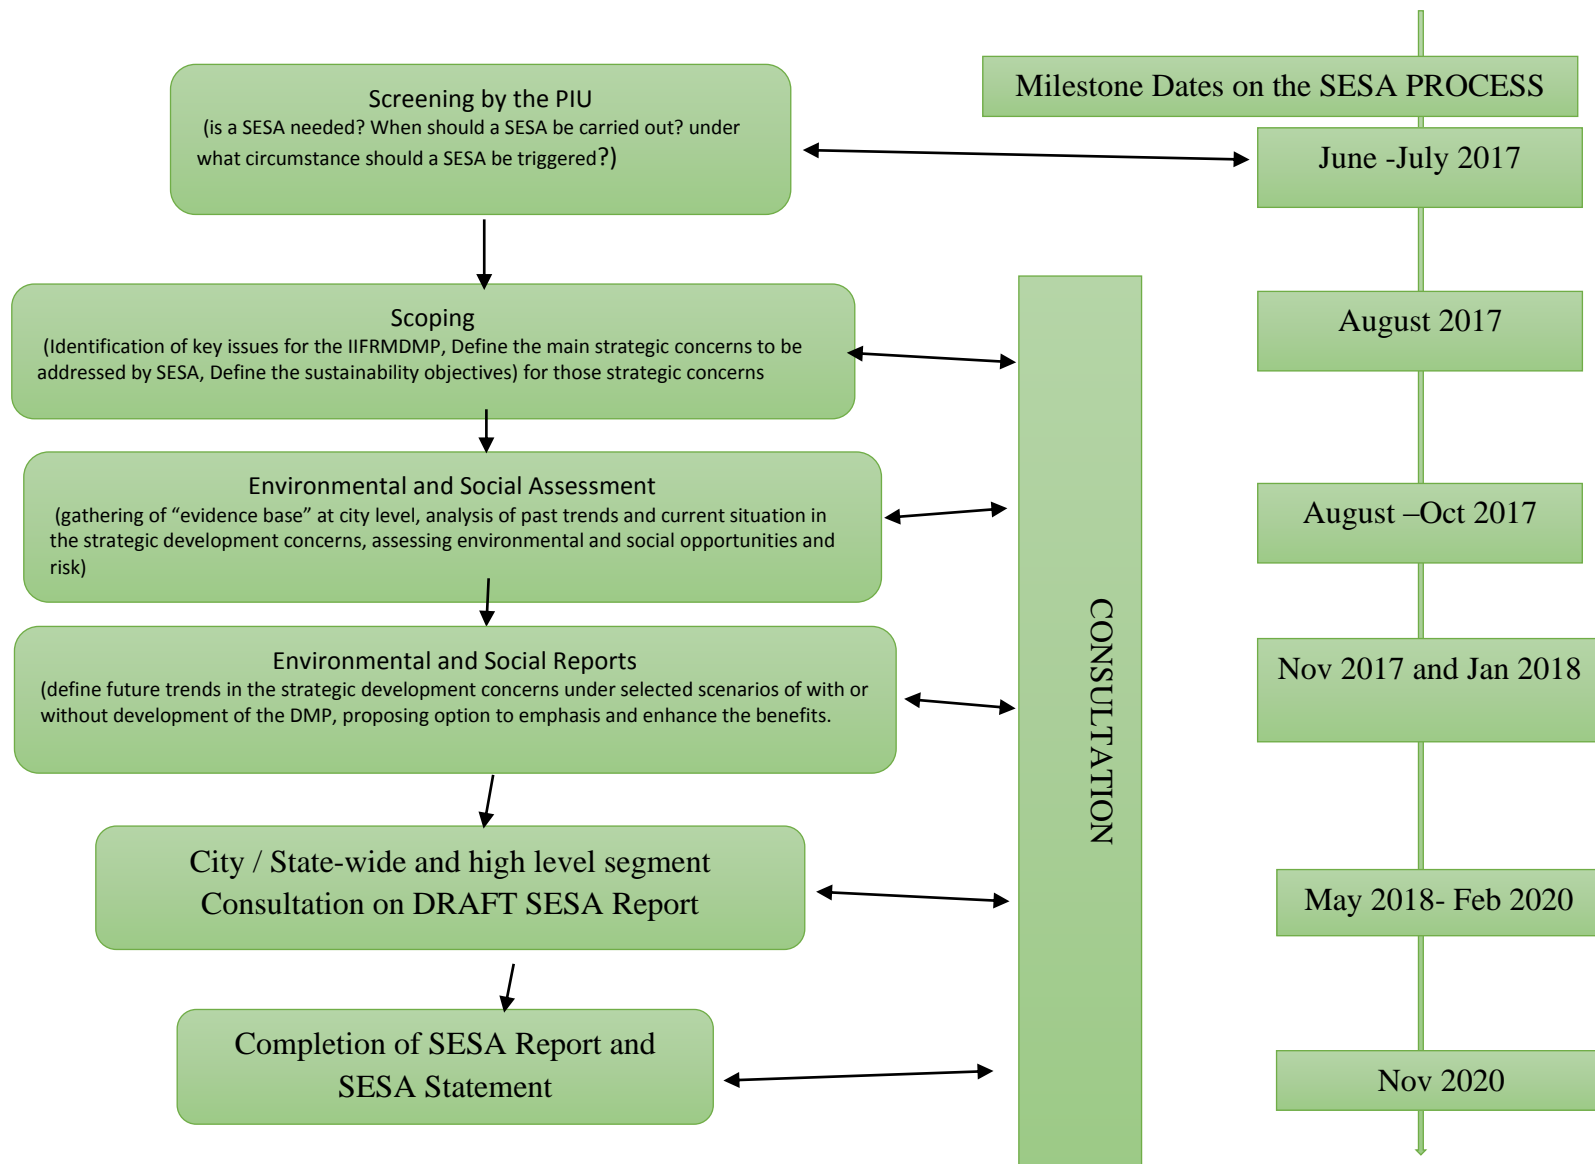 Screening by the PIU
(is a SESA needed? When should a SESA be carried out? under
what circumstance should a SESA be triggered?)
Milestone Dates on the SESA PROCESS
June -July 2017
Scoping
(Identification of key issues for the IIFRMDMP, Define the main strategic concerns to be
addressed by SESA, Define the sustainability objectives) for those strategic concerns
August 2017
Environmental and Social Assessment
(gathering of “evidence base” at city level, analysis of past trends and current situation in
the strategic development concerns, assessing environmental and social opportunities and
risk)
August –Oct 2017
CONSULTATION
Environmental and Social Reports
(define future trends in the strategic development concerns under selected scenarios of with or
without development of the DMP, proposing option to emphasis and enhance the benefits.
Nov 2017 and Jan 2018
City / State-wide and high level segment
Consultation on DRAFT SESA Report
May 2018- Feb 2020
Completion of SESA Report and
SESA Statement
Nov 2020